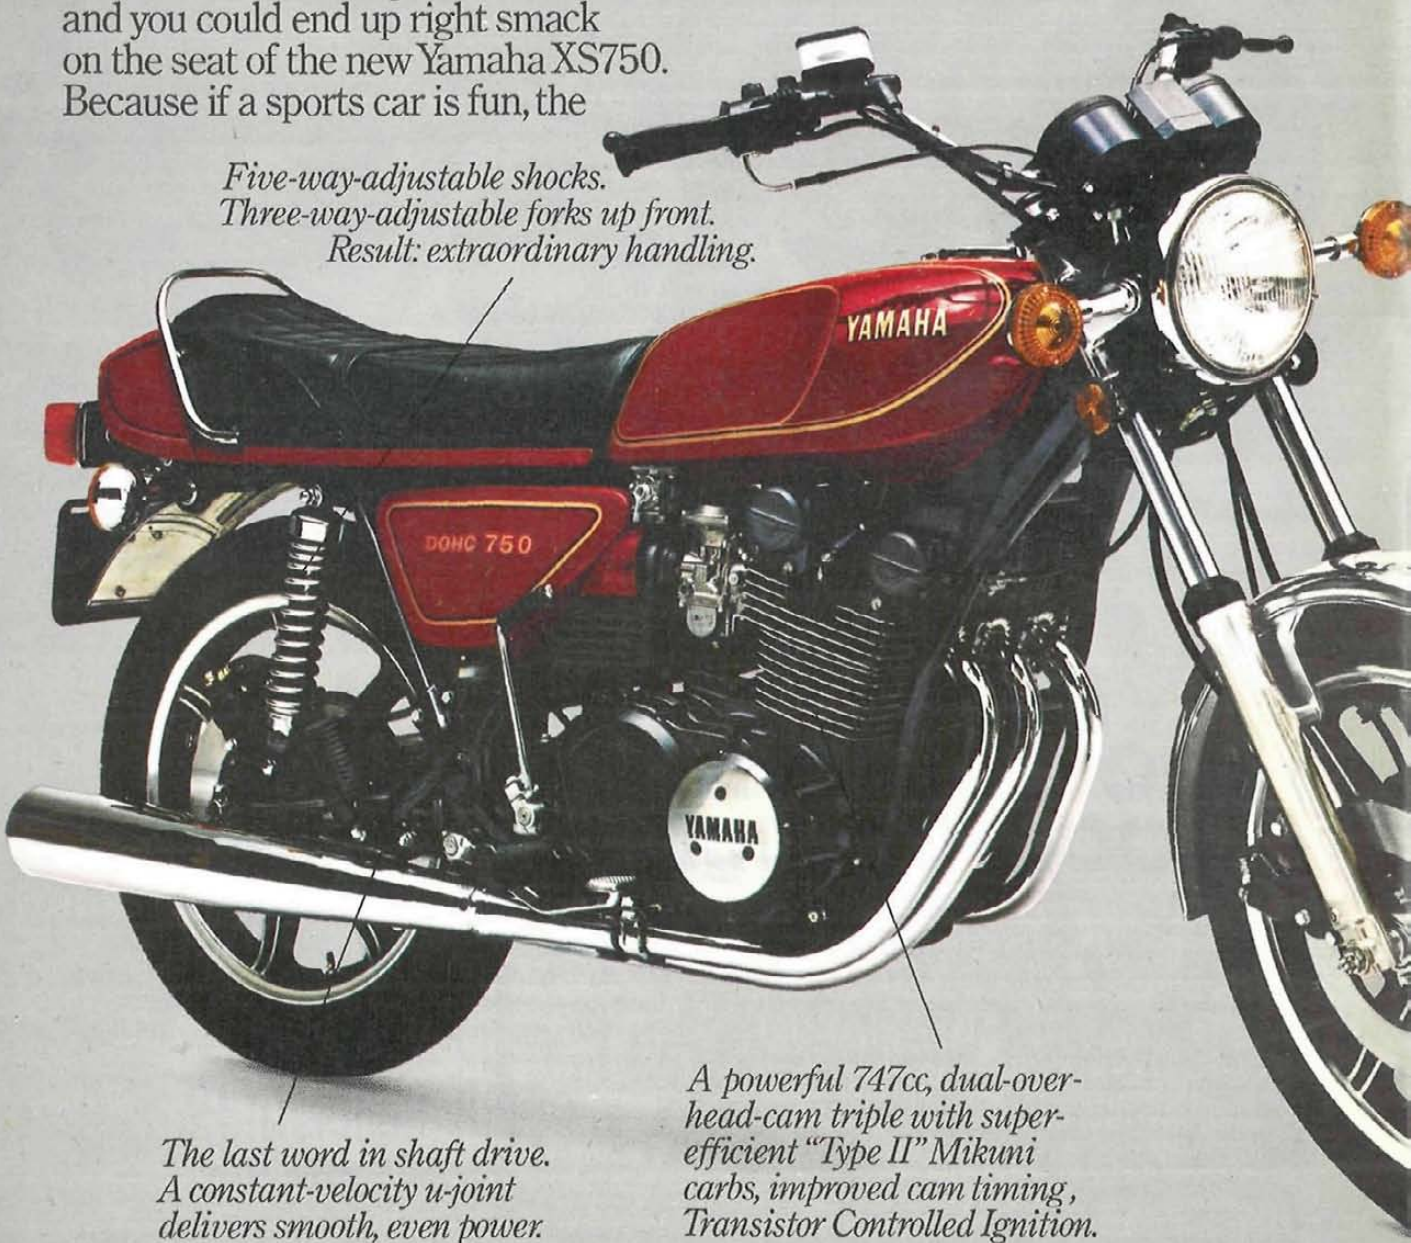 and you could end up right smack
on the seat of the new Yamaha XS750.
Because if a sports car is fun, the
Five-way-adjustable shocks.
Three-way-adjustable forks up front.
Result: extraordinary handling.
YAMAHA
DOHC 750
YAMAHA
The last word in shaft drive.
A constant-velocity u-joint
delivers smooth, even power.
A powerful 747cc, dual-over-
head-cam triple with super-
efficient “Type II” Mikuni
carbs, improved cam timing,
Transistor Controlled Ignition.